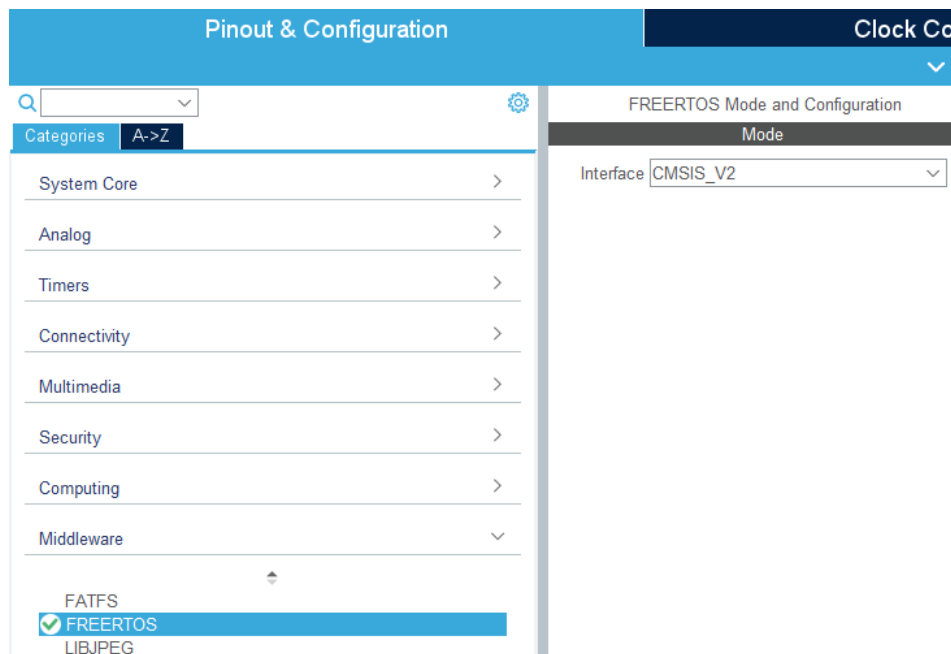 Pinout & Configuration
Clock Co
Categories
A->Z
System Core
Analog
Timers
Connectivity
Multimedia
Security
Computing
Middleware
FATFS
FREERTOS
LIBJPEG
FREERTOS Mode and Configuration
Mode
Interface CMSIS_V2